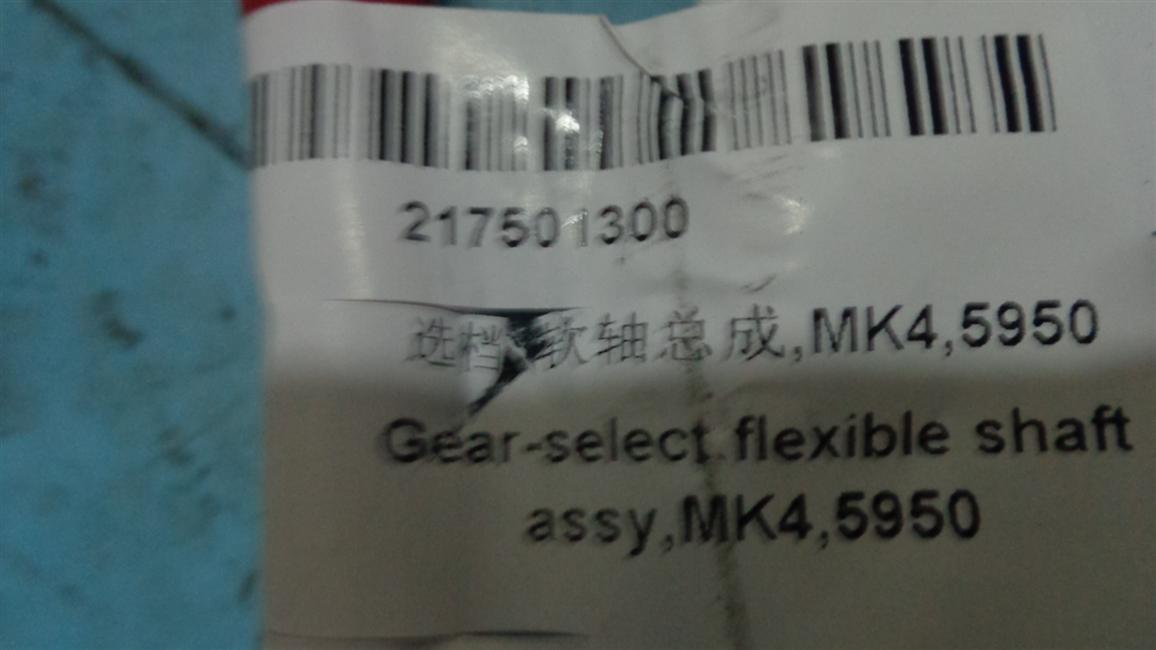 217501300
选档软轴总成,MK4,5950
Gear-select flexible shaft
assy,MK4,5950